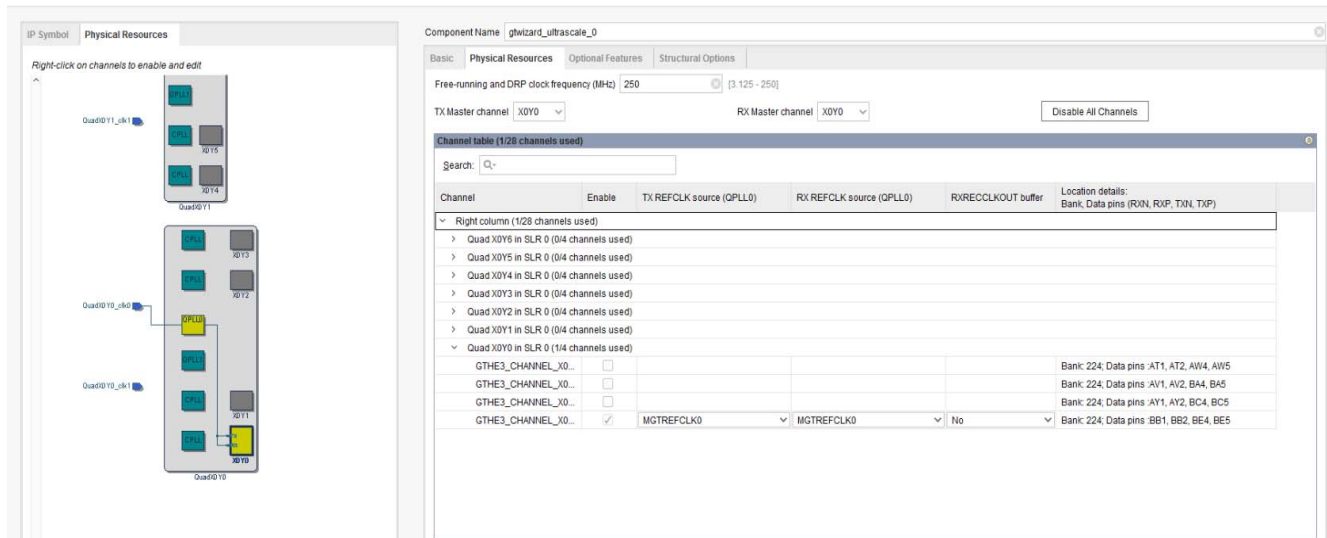 IP Symbol Physical Resources
Right-click on channels to enable and edit
QPLL1
QuadX0Y1_clk1
CPLL
X0Y5
CPLL
X0Y4
QuadX0Y1
CPLL
X0Y3
CPLL
X0Y2
QuadX0Y0_clk0
QPLL0
QPLL1
QuadX0Y0_clk1
CPLL
X0Y1
CPLL
X0Y0
QuadX0Y0
Component Name gtwizard_ultrascale_0
Basic Physical Resources Optional Features Structural Options
Free-running and DRP clock frequency (MHz) 250 [3.125 - 250]
TX Master channel X0Y0 RX Master channel X0Y0 Disable All Channels
Channel table (1/28 channels used)
Search: Q-
Channel Enable TX REFCLK source (QPLL0) RX REFCLK source (QPLL0) RXRECCLKOUT buffer Location details:
Bank, Data pins (RXN, RXP, TXN, TXP)
Right column (1/28 channels used)
Quad X0Y6 in SLR 0 (0/4 channels used)
Quad X0Y5 in SLR 0 (0/4 channels used)
Quad X0Y4 in SLR 0 (0/4 channels used)
Quad X0Y3 in SLR 0 (0/4 channels used)
Quad X0Y2 in SLR 0 (0/4 channels used)
Quad X0Y1 in SLR 0 (0/4 channels used)
Quad X0Y0 in SLR 0 (1/4 channels used)
GTHE3_CHANNEL_X0... Bank: 224; Data pins :AT1, AT2, AW4, AW5
GTHE3_CHANNEL_X0... Bank: 224; Data pins :AV1, AV2, BA4, BA5
GTHE3_CHANNEL_X0... Bank: 224; Data pins :AY1, AY2, BC4, BC5
GTHE3_CHANNEL_X0... MGTREFCLK0 MGTREFCLK0 No Bank: 224; Data pins :BB1, BB2, BE4, BE5